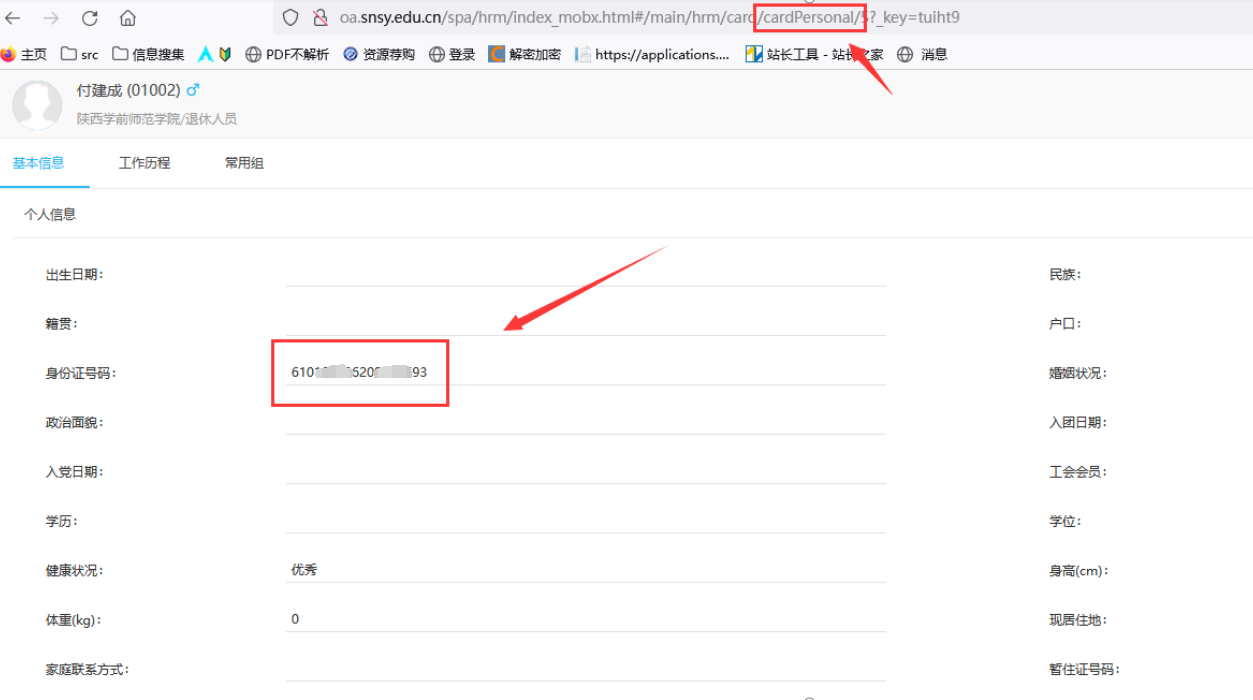 oa.snsy.edu.cn/spa/hrm/index_mobx.html#/main/hrm/card/cardPersonal/5?_key=tuiht9
主页 src 信息搜集 PDF不解析 资源荐购 登录 解密加密 https://applications.... 站长工具 - 站长之家 消息
付建成 (01002)
陕西学前师范学院/退休人员
基本信息 工作历程 常用组
个人信息
出生日期: 民族:
籍贯: 户口:
身份证号码: 婚姻状况:
政治面貌: 入团日期:
入党日期: 工会会员:
学历: 学位:
健康状况: 优秀 身高(cm):
体重(kg): 0 现居住地:
家庭联系方式: 暂住证号码: